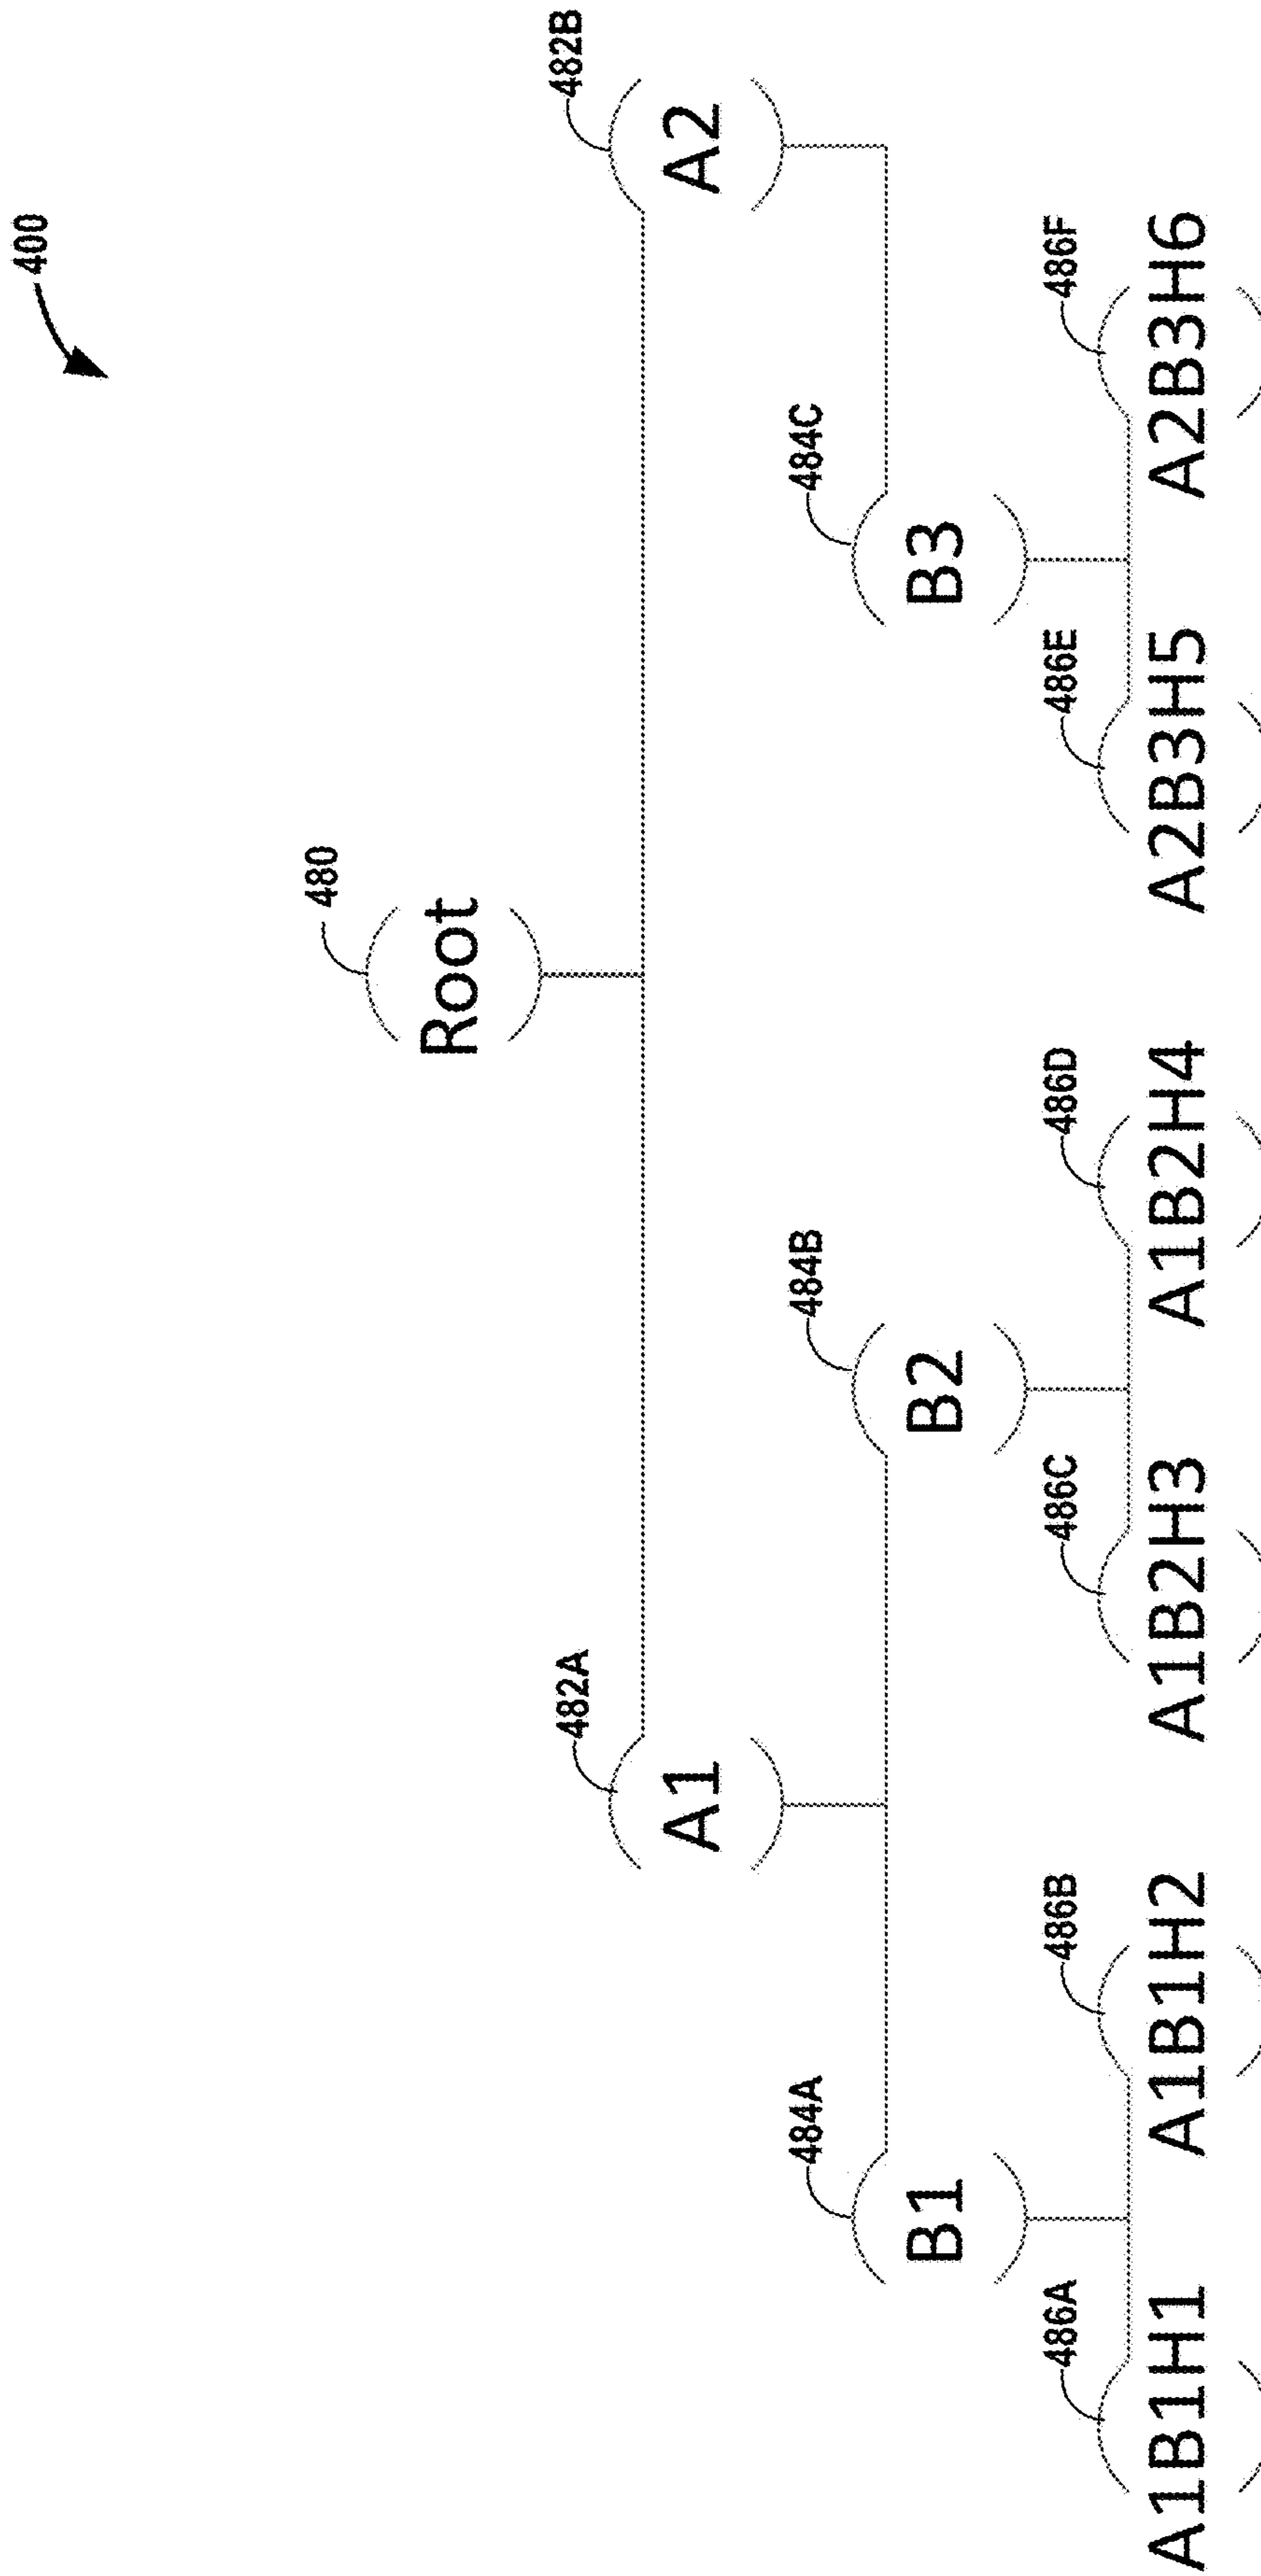 400
480
Root
482A
482B
A1
A2
484A
484B
484C
B1
B2
B3
486A
486B
486C
486D
486E
486F
A1B1H1
A1B1H2
A1B2H3
A1B2H4
A2B3H5
A2B3H6